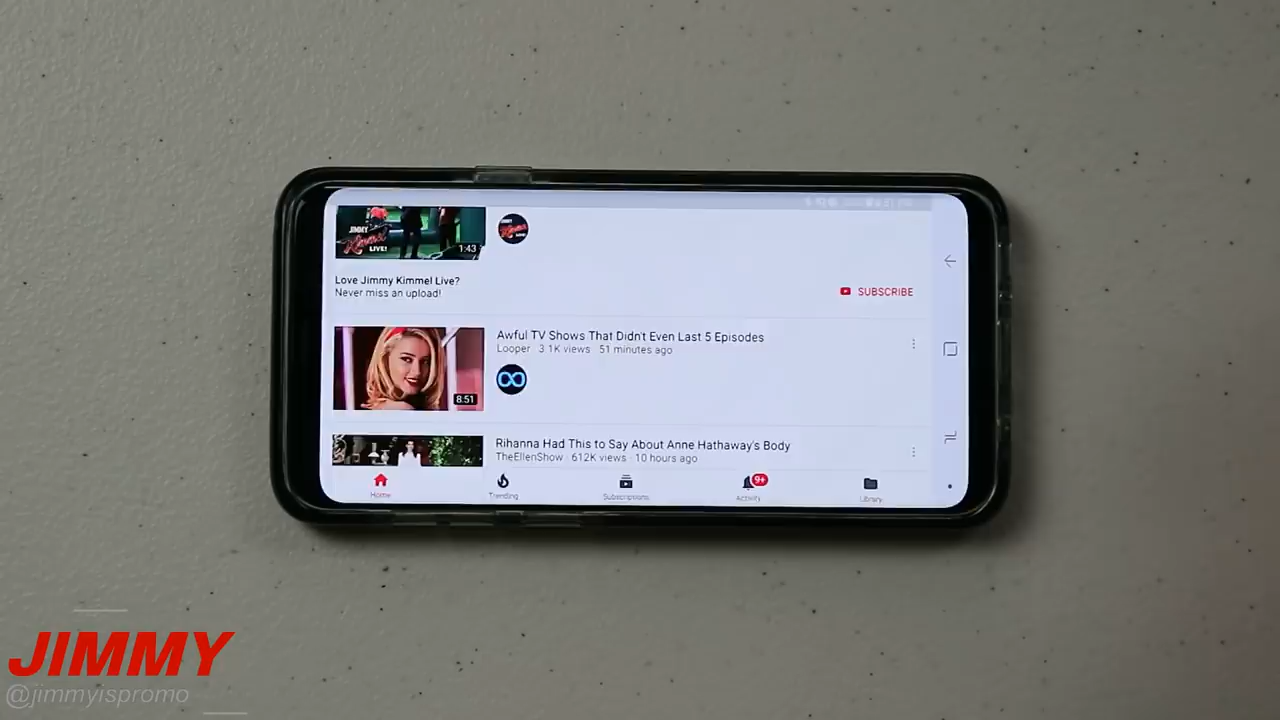 JIMMY
Kimmel
LIVE!
1:43
Love Jimmy Kimmel Live?
Never miss an upload!
SUBSCRIBE
Awful TV Shows That Didn't Even Last 5 Episodes
Looper · 3.1K views · 51 minutes ago
8:51
Rihanna Had This to Say About Anne Hathaway's Body
TheEllenShow · 612K views · 10 hours ago
9+
Home
Trending
Subscriptions
Activity
Library
JIMMY
@jimmyispromo